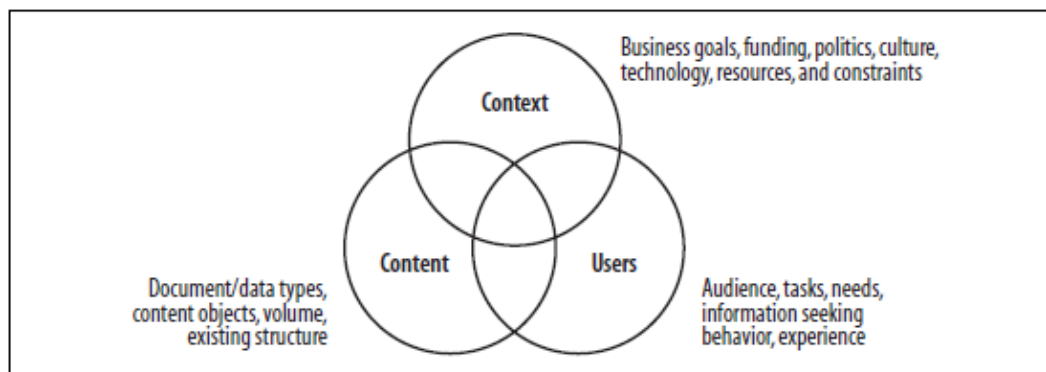 Business goals, funding, politics, culture,
technology, resources, and constraints
Context
Content
Users
Document/data types,
content objects, volume,
existing structure
Audience, tasks, needs,
information seeking
behavior, experience